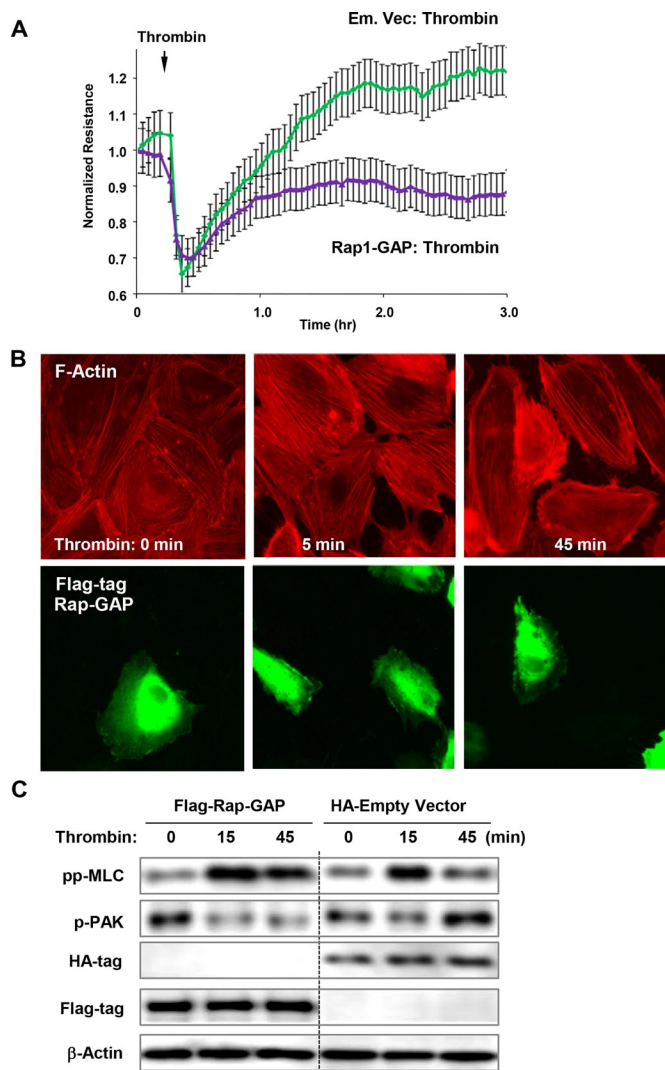 A
Em. Vec: Thrombin
Thrombin
Normalized Resistance
1.2
1.1
1.0
0.9
0.8
0.7
0.6
Rap1-GAP: Thrombin
0 1.0 2.0 3.0
Time (hr)
B
F-Actin
Thrombin: 0 min 5 min 45 min
Flag-tag
Rap-GAP
C
Flag-Rap-GAP HA-Empty Vector
Thrombin: 0 15 45 0 15 45 (min)
pp-MLC
p-PAK
HA-tag
Flag-tag
β-Actin